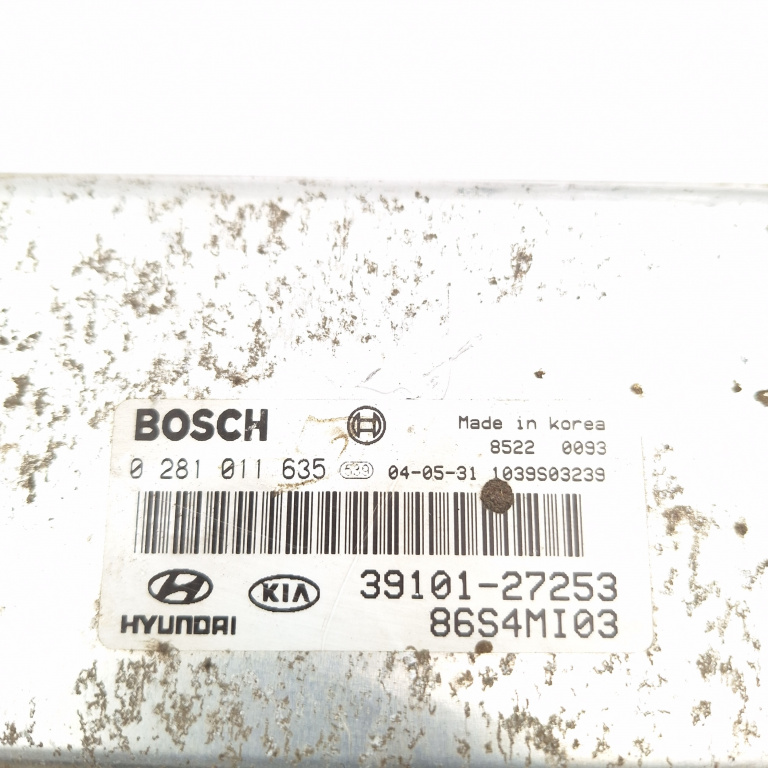 BOSCH
Made in korea
8522 0093
0 281 011 635 539 04-05-31 1039S03239
HYUNDAI
KIA
39101-27253
86S4MI03